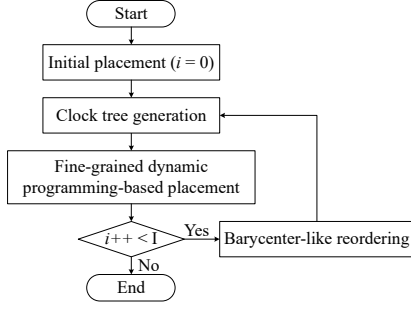 Start
Initial placement (i = 0)
Clock tree generation
Fine-grained dynamic
programming-based placement
i++ < I
Yes
Barycenter-like reordering
No
End